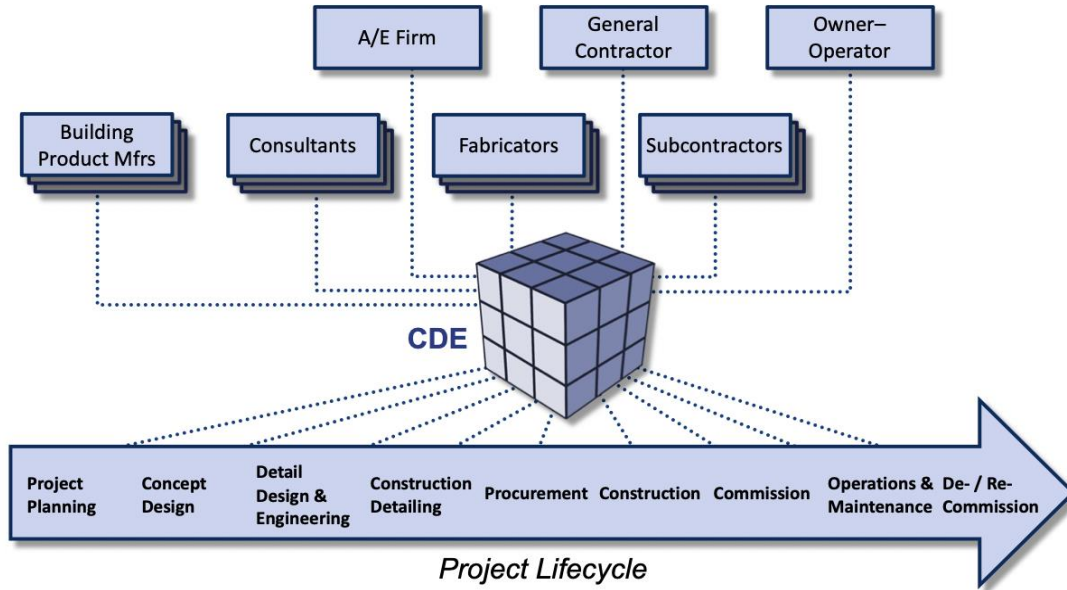 A/E Firm
General
Contractor
Owner–
Operator
Building
Product Mfrs
Consultants
Fabricators
Subcontractors
CDE
Project
Planning
Concept
Design
Detail
Design &
Engineering
Construction
Detailing
Procurement
Construction
Commission
Operations &
Maintenance
De- / Re-
Commission
Project Lifecycle